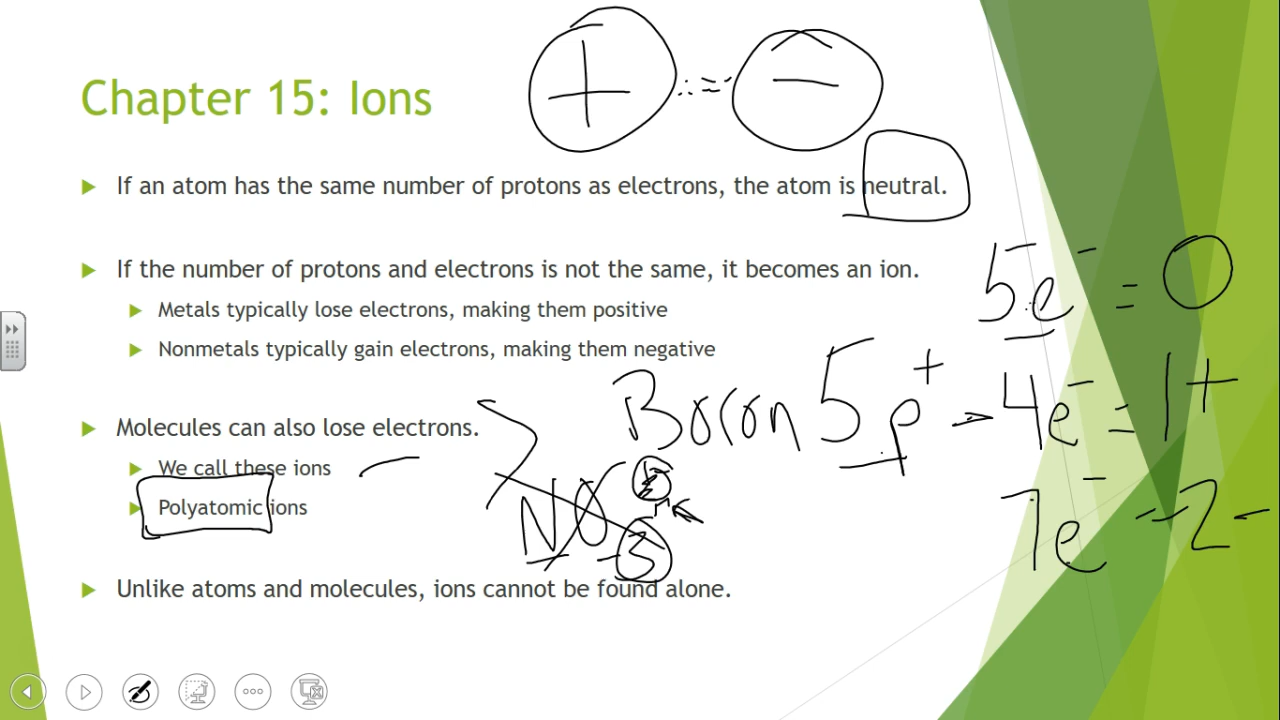 + = −
Chapter 15: Ions
If an atom has the same number of protons as electrons, the atom is neutral.
If the number of protons and electrons is not the same, it becomes an ion.
5e⁻ = 0
Metals typically lose electrons, making them positive
Nonmetals typically gain electrons, making them negative
Boron 5p⁺ - 4e⁻ = 1+
Molecules can also lose electrons.
We call these ions
7e⁻ = 2-
Polyatomic ions
NO 3
Unlike atoms and molecules, ions cannot be found alone.